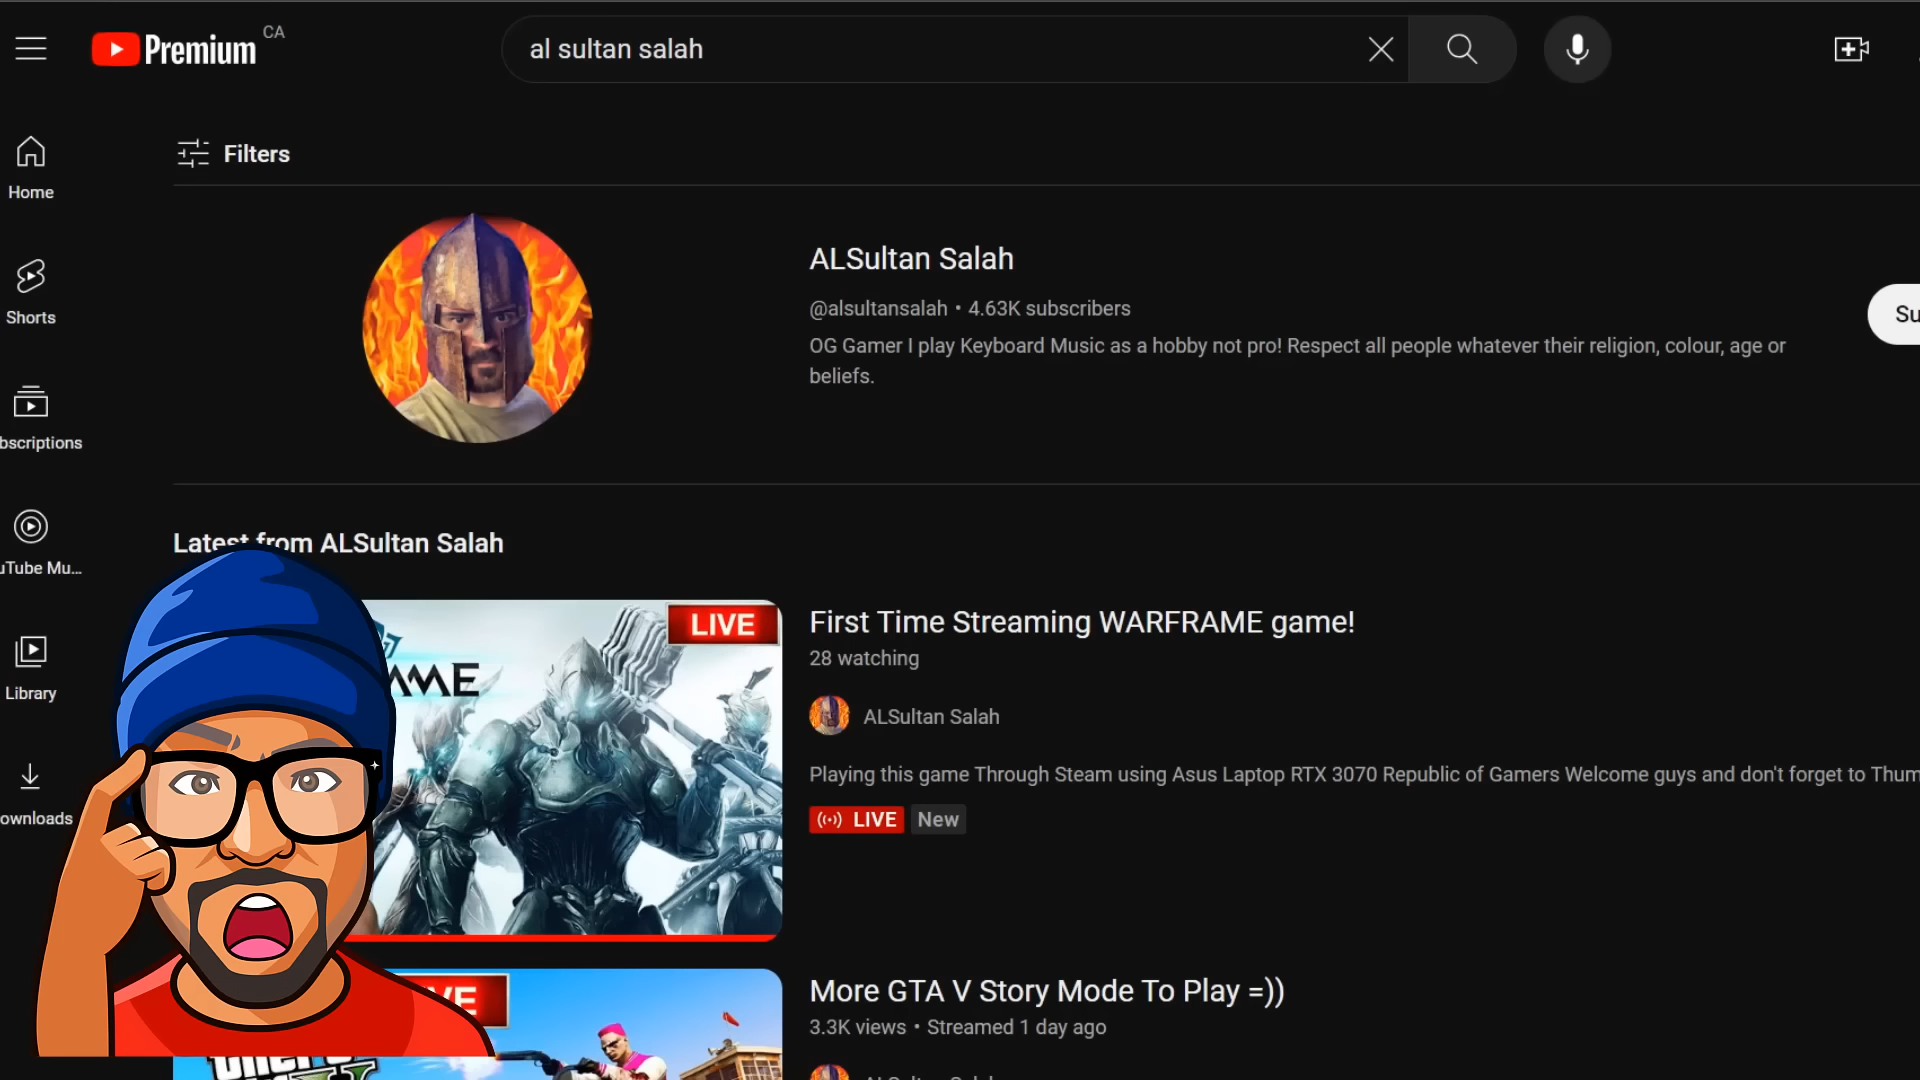 Premium CA
al sultan salah
Filters
Home
Shorts
bscriptions
uTube Mu...
Library
ownloads
ALSultan Salah
@alsultansalah • 4.63K subscribers
Su
OG Gamer I play Keyboard Music as a hobby not pro! Respect all people whatever their religion, colour, age or
beliefs.
Latest from ALSultan Salah
LIVE
AME
First Time Streaming WARFRAME game!
28 watching
ALSultan Salah
Playing this game Through Steam using Asus Laptop RTX 3070 Republic of Gamers Welcome guys and don't forget to Thum
LIVE New
VE
More GTA V Story Mode To Play =))
3.3K views • Streamed 1 day ago